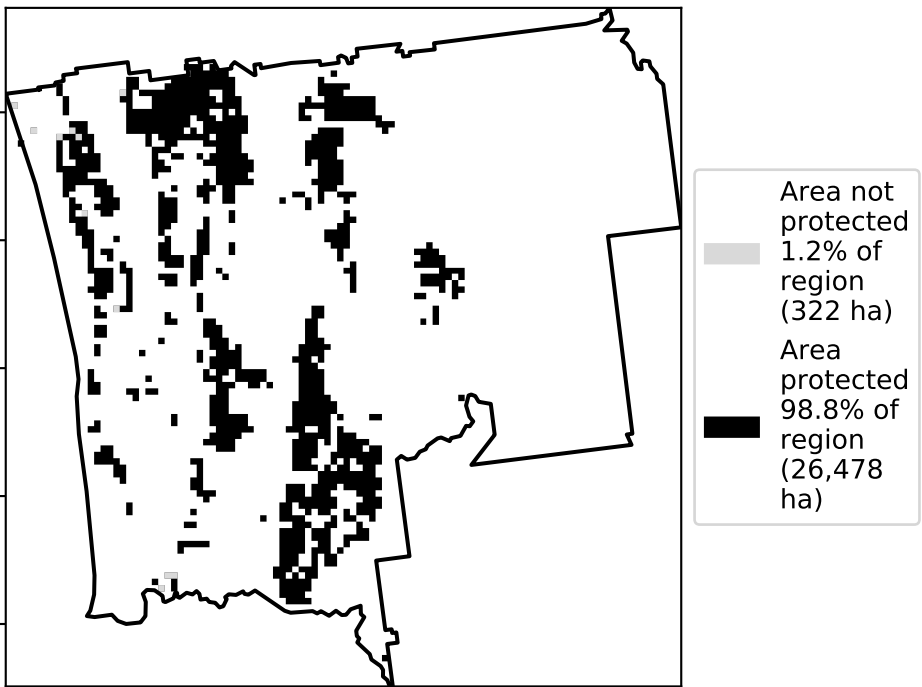 Area not
protected
1.2% of
region
(322 ha)
Area
protected
98.8% of
region
(26,478
ha)